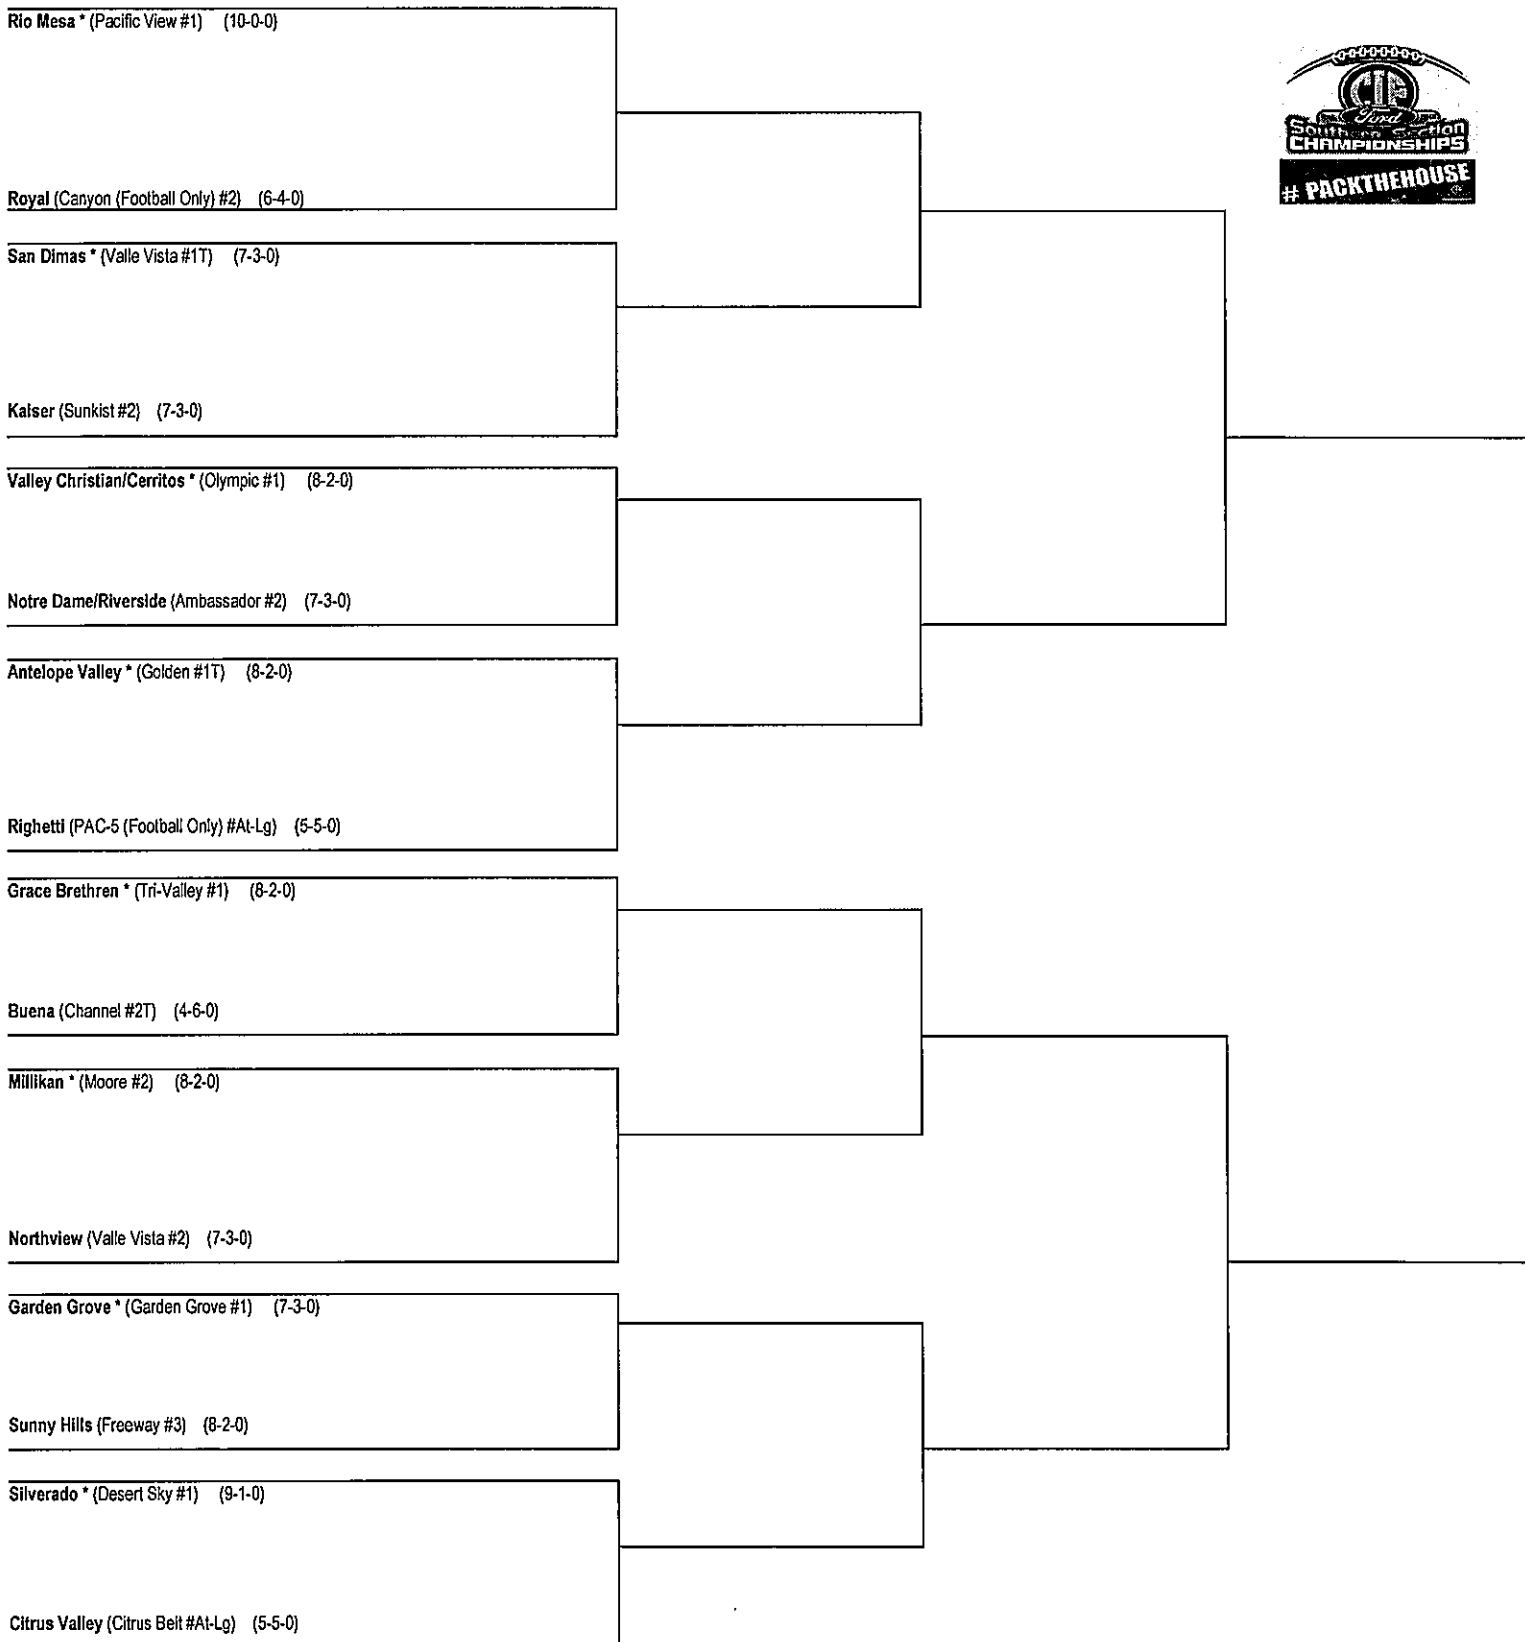 Rio Mesa * (Pacific View #1) (10-0-0)
CIF
Ford
Southern Section
CHAMPIONSHIPS
# PACKTHEHOUSE
Royal (Canyon (Football Only) #2) (6-4-0)
San Dimas * (Valle Vista #1T) (7-3-0)
Kaiser (Sunkist #2) (7-3-0)
Valley Christian/Cerritos * (Olympic #1) (8-2-0)
Notre Dame/Riverside (Ambassador #2) (7-3-0)
Antelope Valley * (Golden #1T) (8-2-0)
Righetti (PAC-5 (Football Only) #At-Lg) (5-5-0)
Grace Brethren * (Tri-Valley #1) (8-2-0)
Buena (Channel #2T) (4-6-0)
Millikan * (Moore #2) (8-2-0)
Northview (Valle Vista #2) (7-3-0)
Garden Grove * (Garden Grove #1) (7-3-0)
Sunny Hills (Freeway #3) (8-2-0)
Silverado * (Desert Sky #1) (9-1-0)
Citrus Valley (Citrus Belt #At-Lg) (5-5-0)